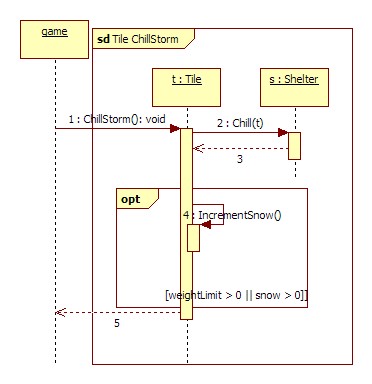 game
sd Tile ChillStorm
t : Tile
s : Shelter
1 : ChillStorm(): void
2 : Chill(t)
3
opt
4 : IncrementSnow()
[weightLimit > 0 || snow > 0]]
5